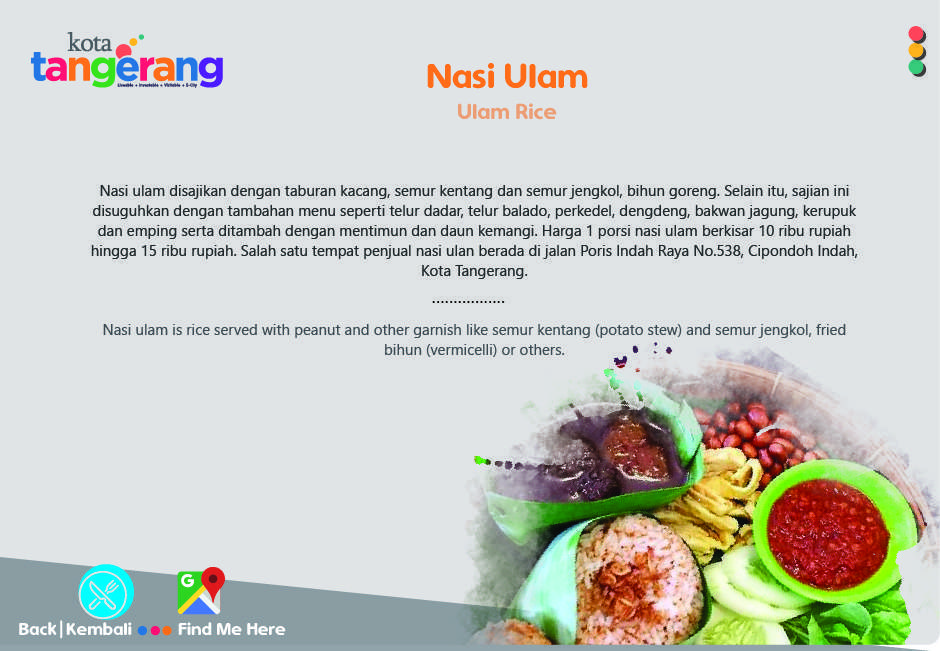 kota
tangerang
Liveable + Investable + Visitable + E-City
Nasi Ulam
Ulam Rice
Nasi ulam disajikan dengan taburan kacang, semur kentang dan semur jengkol, bihun goreng. Selain itu, sajian ini
disuguhkan dengan tambahan menu seperti telur dadar, telur balado, perkedel, dengdeng, bakwan jagung, kerupuk
dan emping serta ditambah dengan mentimun dan daun kemangi. Harga 1 porsi nasi ulam berkisar 10 ribu rupiah
hingga 15 ribu rupiah. Salah satu tempat penjual nasi ulan berada di jalan Poris Indah Raya No.538, Cipondoh Indah,
Kota Tangerang.
.................
Nasi ulam is rice served with peanut and other garnish like semur kentang (potato stew) and semur jengkol, fried
bihun (vermicelli) or others.
G
Back|Kembali
Find Me Here